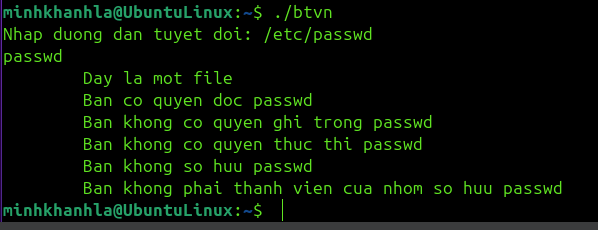 minhkhanhla@UbuntuLinux:~$ ./btvn
Nhap duong dan tuyet doi: /etc/passwd
passwd
        Day la mot file
        Ban co quyen doc passwd
        Ban khong co quyen ghi trong passwd
        Ban khong co quyen thuc thi passwd
        Ban khong so huu passwd
        Ban khong phai thanh vien cua nhom so huu passwd
minhkhanhla@UbuntuLinux:~$